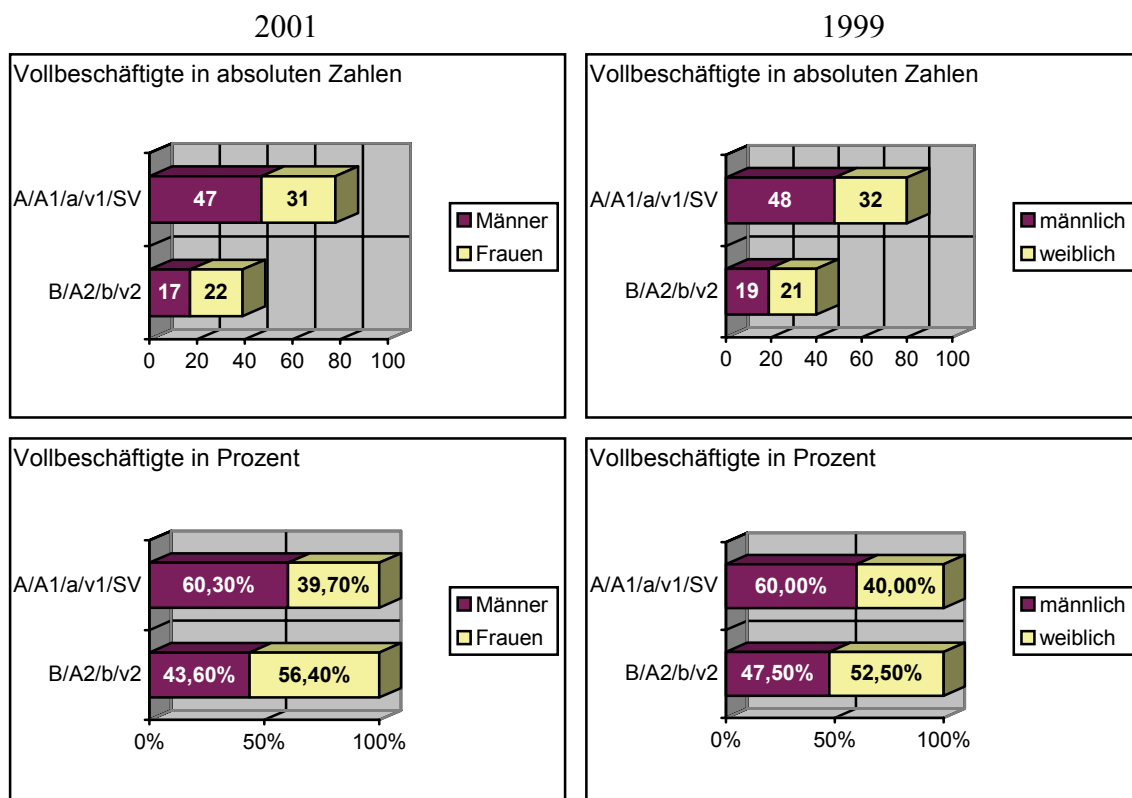 2001
1999
Vollbeschäftigte in absoluten Zahlen
A/A1/a/v1/SV
47
31
B/A2/b/v2
17
22
0 20 40 60 80 100
Männer
Frauen
Vollbeschäftigte in absoluten Zahlen
A/A1/a/v1/SV
48
32
B/A2/b/v2
19
21
0 20 40 60 80 100
männlich
weiblich
Vollbeschäftigte in Prozent
A/A1/a/v1/SV
60,30%
39,70%
B/A2/b/v2
43,60%
56,40%
0% 50% 100%
Männer
Frauen
Vollbeschäftigte in Prozent
A/A1/a/v1/SV
60,00%
40,00%
B/A2/b/v2
47,50%
52,50%
0% 50% 100%
männlich
weiblich